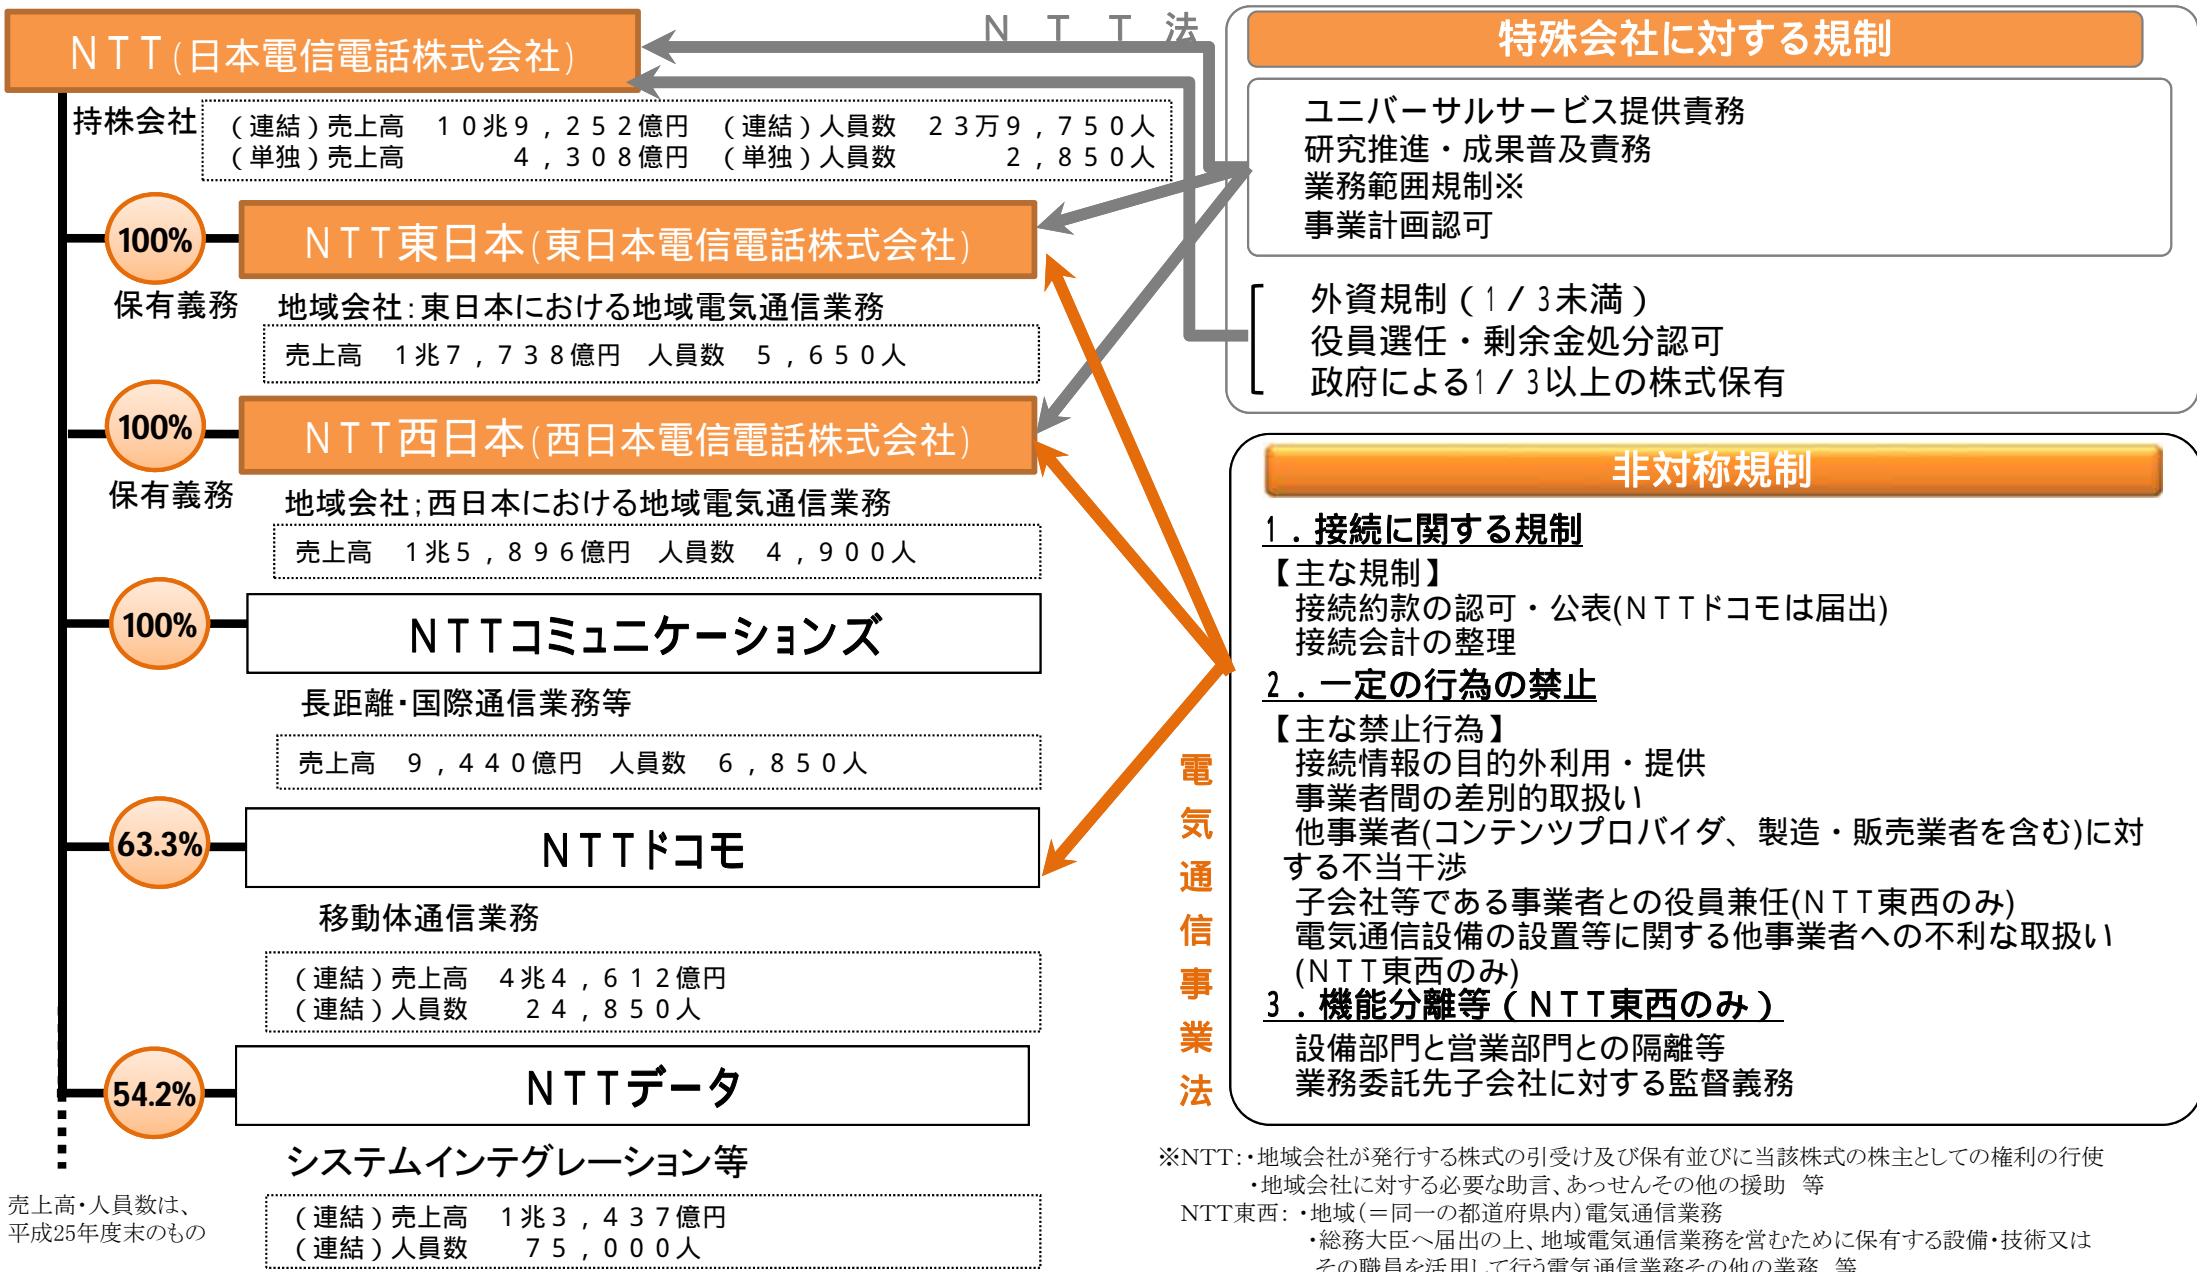 NTT(日本電信電話株式会社)
持株会社
(連結)売上高 10兆9,252億円 (連結)人員数 23万9,750人
(単独)売上高 4,308億円 (単独)人員数 2,850人
100%
保有義務
NTT東日本(東日本電信電話株式会社)
地域会社:東日本における地域電気通信業務
売上高 1兆7,738億円 人員数 5,650人
100%
保有義務
NTT西日本(西日本電信電話株式会社)
地域会社;西日本における地域電気通信業務
売上高 1兆5,896億円 人員数 4,900人
100%
NTTコミュニケーションズ
長距離・国際通信業務等
売上高 9,440億円 人員数 6,850人
63.3%
NTTドコモ
移動体通信業務
(連結)売上高 4兆4,612億円
(連結)人員数 24,850人
54.2%
NTTデータ
システムインテグレーション等
(連結)売上高 1兆3,437億円
(連結)人員数 75,000人
売上高・人員数は、
平成25年度末のもの
NTT法
特殊会社に対する規制
ユニバーサルサービス提供責務
研究推進・成果普及責務
業務範囲規制※
事業計画認可
外資規制(1/3未満)
役員選任・剰余金処分認可
政府による1/3以上の株式保有
電気通信事業法
非対称規制
1.接続に関する規制
【主な規制】
接続約款の認可・公表(NTTドコモは届出)
接続会計の整理
2.一定の行為の禁止
【主な禁止行為】
接続情報の目的外利用・提供
事業者間の差別的取扱い
他事業者(コンテンツプロバイダ、製造・販売業者を含む)に対
する不当干渉
子会社等である事業者との役員兼任(NTT東西のみ)
電気通信設備の設置等に関する他事業者への不利な取扱い
(NTT東西のみ)
3.機能分離等(NTT東西のみ)
設備部門と営業部門との隔離等
業務委託先子会社に対する監督義務
※NTT:・地域会社が発行する株式の引受け及び保有並びに当該株式の株主としての権利の行使
・地域会社に対する必要な助言、あっせんその他の援助 等
NTT東西:・地域(=同一の都道府県内)電気通信業務
・総務大臣へ届出の上、地域電気通信業務を営むために保有する設備・技術又は
その職員を活用して行う電気通信業務その他の業務 等